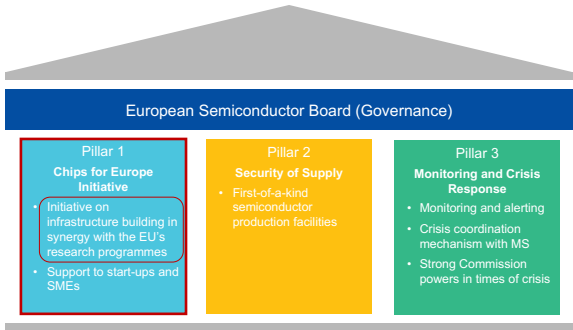 European Semiconductor Board (Governance)
Pillar 1
Chips for Europe
Initiative
• Initiative on
infrastructure building in
synergy with the EU's
research programmes
• Support to start-ups and
SMEs
Pillar 2
Security of Supply
• First-of-a-kind
semiconductor
production facilities
Pillar 3
Monitoring and Crisis
Response
• Monitoring and alerting
• Crisis coordination
mechanism with MS
• Strong Commission
powers in times of crisis